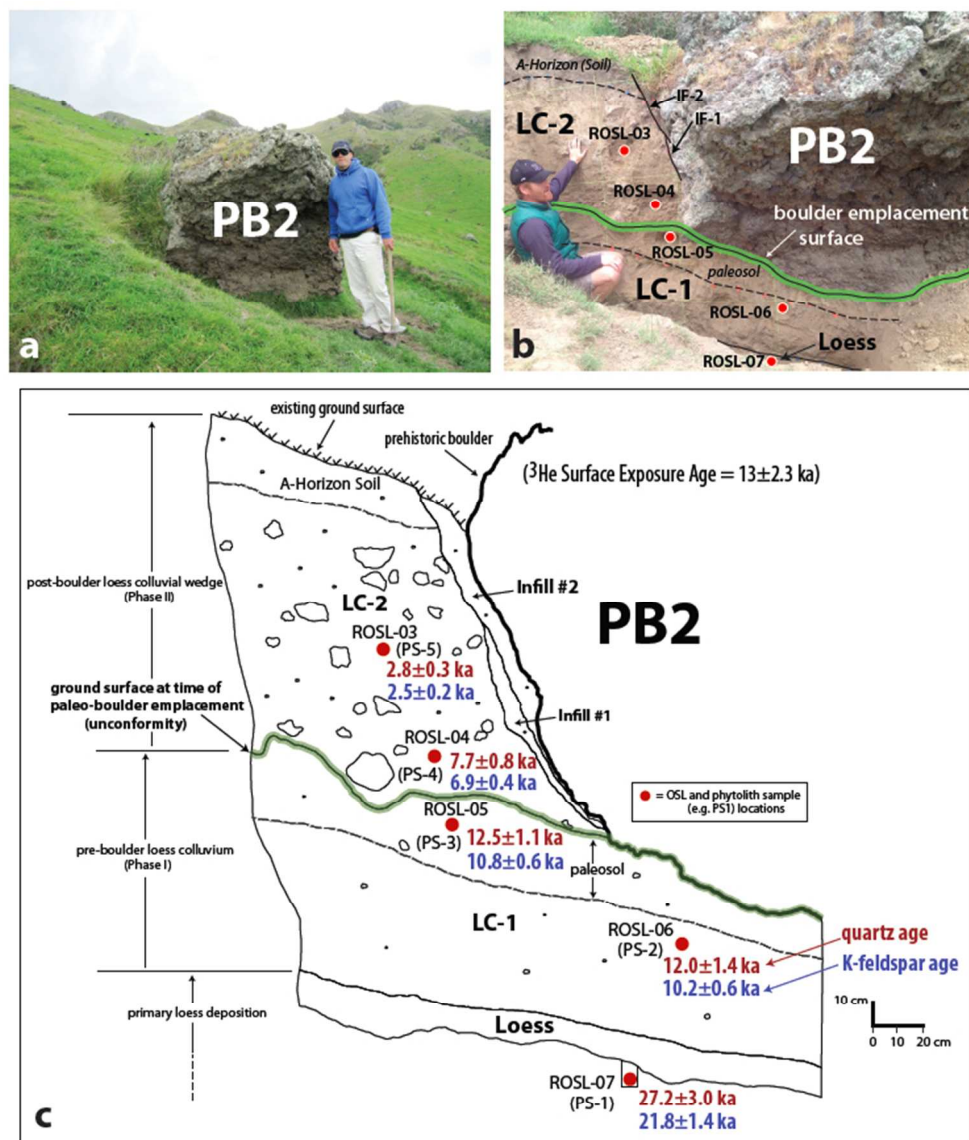 PB2
a
A-Horizon (Soil)
IF-2
IF-1
LC-2
ROSL-03
PB2
ROSL-04
boulder emplacement
surface
ROSL-05
paleosol
LC-1
ROSL-06
Loess
ROSL-07
b
existing ground surface
prehistoric boulder
(³He Surface Exposure Age = 13±2.3 ka)
A-Horizon Soil
post-boulder loess colluvial wedge
(Phase II)
Infill #2
LC-2
PB2
ROSL-03
(PS-5)
2.8±0.3 ka
2.5±0.2 ka
ground surface at time of
paleo-boulder emplacement
(unconformity)
Infill #1
ROSL-04
(PS-4)
7.7±0.8 ka
6.9±0.4 ka
= OSL and phytolith sample
(e.g. PS1) locations
ROSL-05
(PS-3)
12.5±1.1 ka
10.8±0.6 ka
pre-boulder loess colluvium
(Phase I)
paleosol
LC-1
ROSL-06
(PS-2)
12.0±1.4 ka
10.2±0.6 ka
quartz age
K-feldspar age
10 cm
0 10 20 cm
primary loess deposition
Loess
ROSL-07
(PS-1)
27.2±3.0 ka
21.8±1.4 ka
c